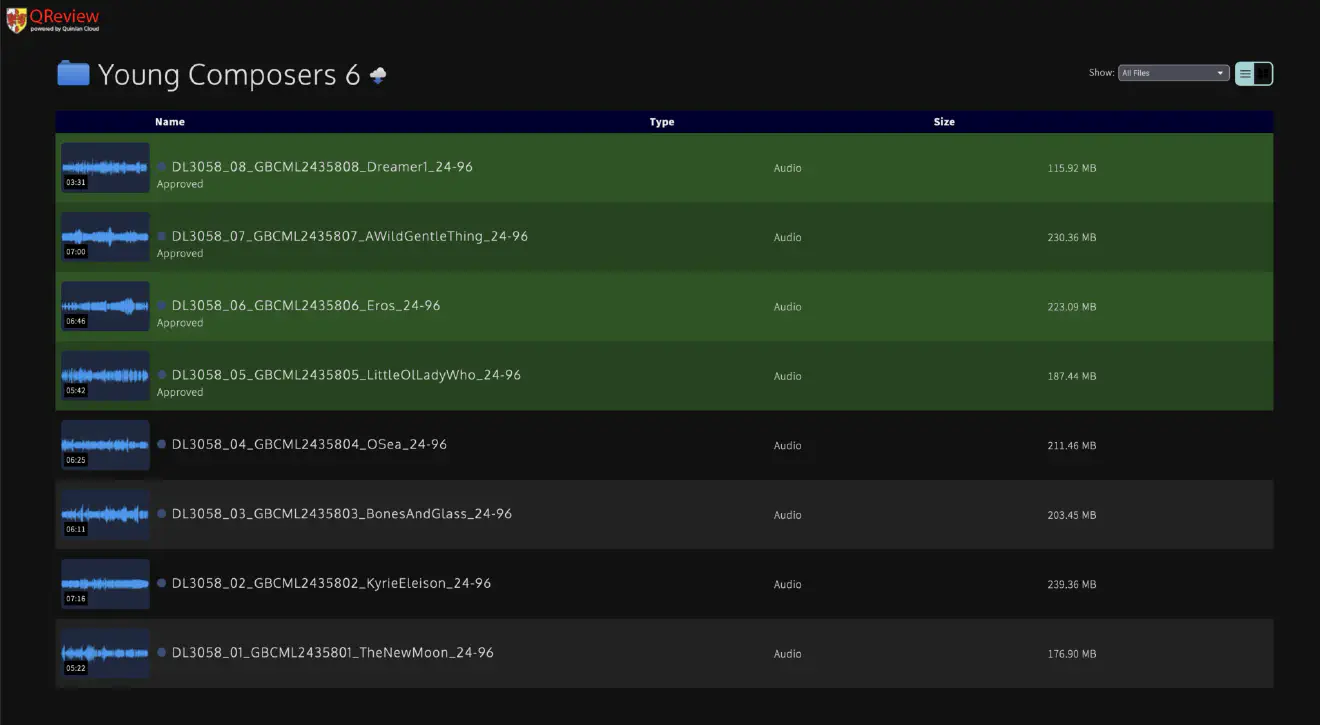 QReview
powered by Quinlan Cloud
Young Composers 6
Show: All Files
Name Type Size
03:31 DL3058_08_GBCML2435808_Dreamer1_24-96 Audio 115.92 MB
Approved
07:00 DL3058_07_GBCML2435807_AWildGentleThing_24-96 Audio 230.36 MB
Approved
06:46 DL3058_06_GBCML2435806_Eros_24-96 Audio 223.09 MB
Approved
05:42 DL3058_05_GBCML2435805_LittleOlLadyWho_24-96 Audio 187.44 MB
Approved
06:25 DL3058_04_GBCML2435804_OSea_24-96 Audio 211.46 MB
06:11 DL3058_03_GBCML2435803_BonesAndGlass_24-96 Audio 203.45 MB
07:16 DL3058_02_GBCML2435802_KyrieEleison_24-96 Audio 239.36 MB
05:22 DL3058_01_GBCML2435801_TheNewMoon_24-96 Audio 176.90 MB